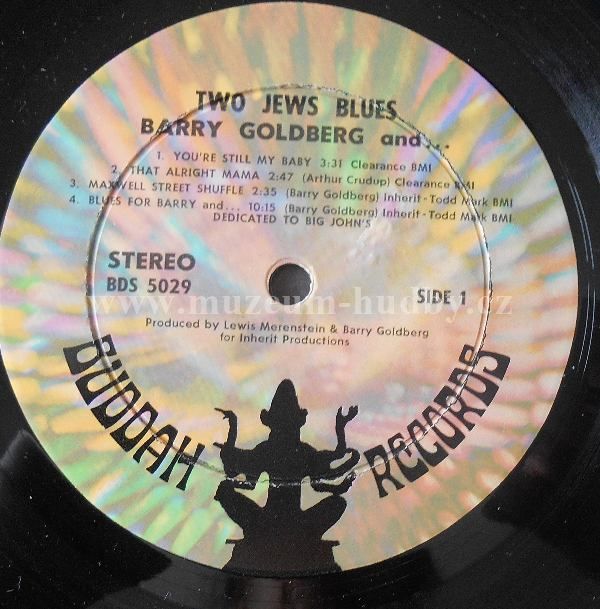 TWO JEWS BLUES
BARRY GOLDBERG and...
1. YOU'RE STILL MY BABY 3:31 Clearance BMI
2. THAT ALRIGHT MAMA 2:47 (Arthur Crudup) Clearance BMI
3. MAXWELL STREET SHUFFLE 2:35 (Barry Goldberg) Inherit - Todd Mark BMI
4. BLUES FOR BARRY and... 10:15 (Barry Goldberg) Inherit - Todd Mark BMI
DEDICATED TO BIG JOHN'S
STEREO
BDS 5029
SIDE 1
www.muzeum-hudby.cz
Produced by Lewis Merenstein & Barry Goldberg
for Inherit Productions
BUDDAH RECORDS